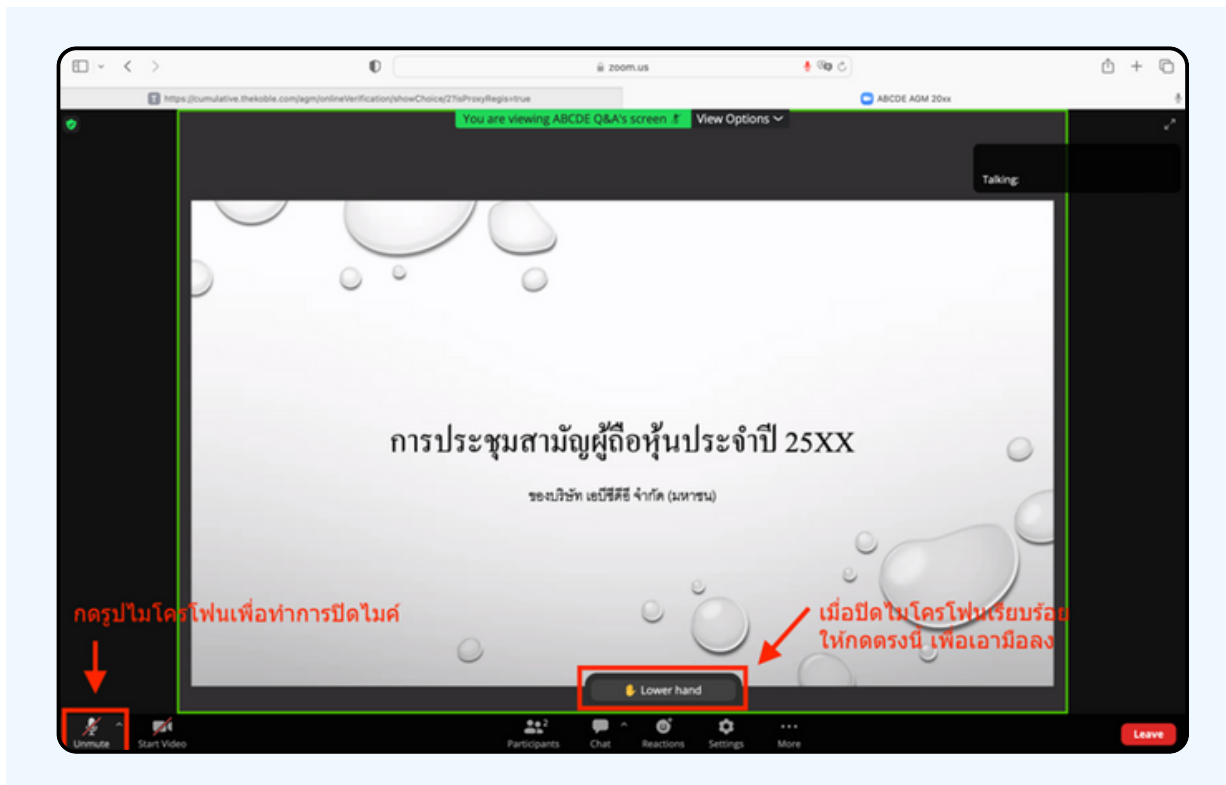 zoom.us
https://cumulative.thekoble.com/agm/onlineVerification/showChoice/2?isProxyRegis=true
ABCDE AGM 20xx
You are viewing ABCDE Q&A's screen
View Options
Talking:
การประชุมสามัญผู้ถือหุ้นประจำปี 25XX
ของบริษัท เอบีซีดีอี จำกัด (มหาชน)
กดรูปไมโครโฟนเพื่อทำการปิดไมค์
เมื่อปิดไมโครโฟนเรียบร้อย
ให้กดตรงนี้ เพื่อเอามือลง
Lower hand
Unmute
Start Video
Participants
2
Chat
Reactions
Settings
More
Leave